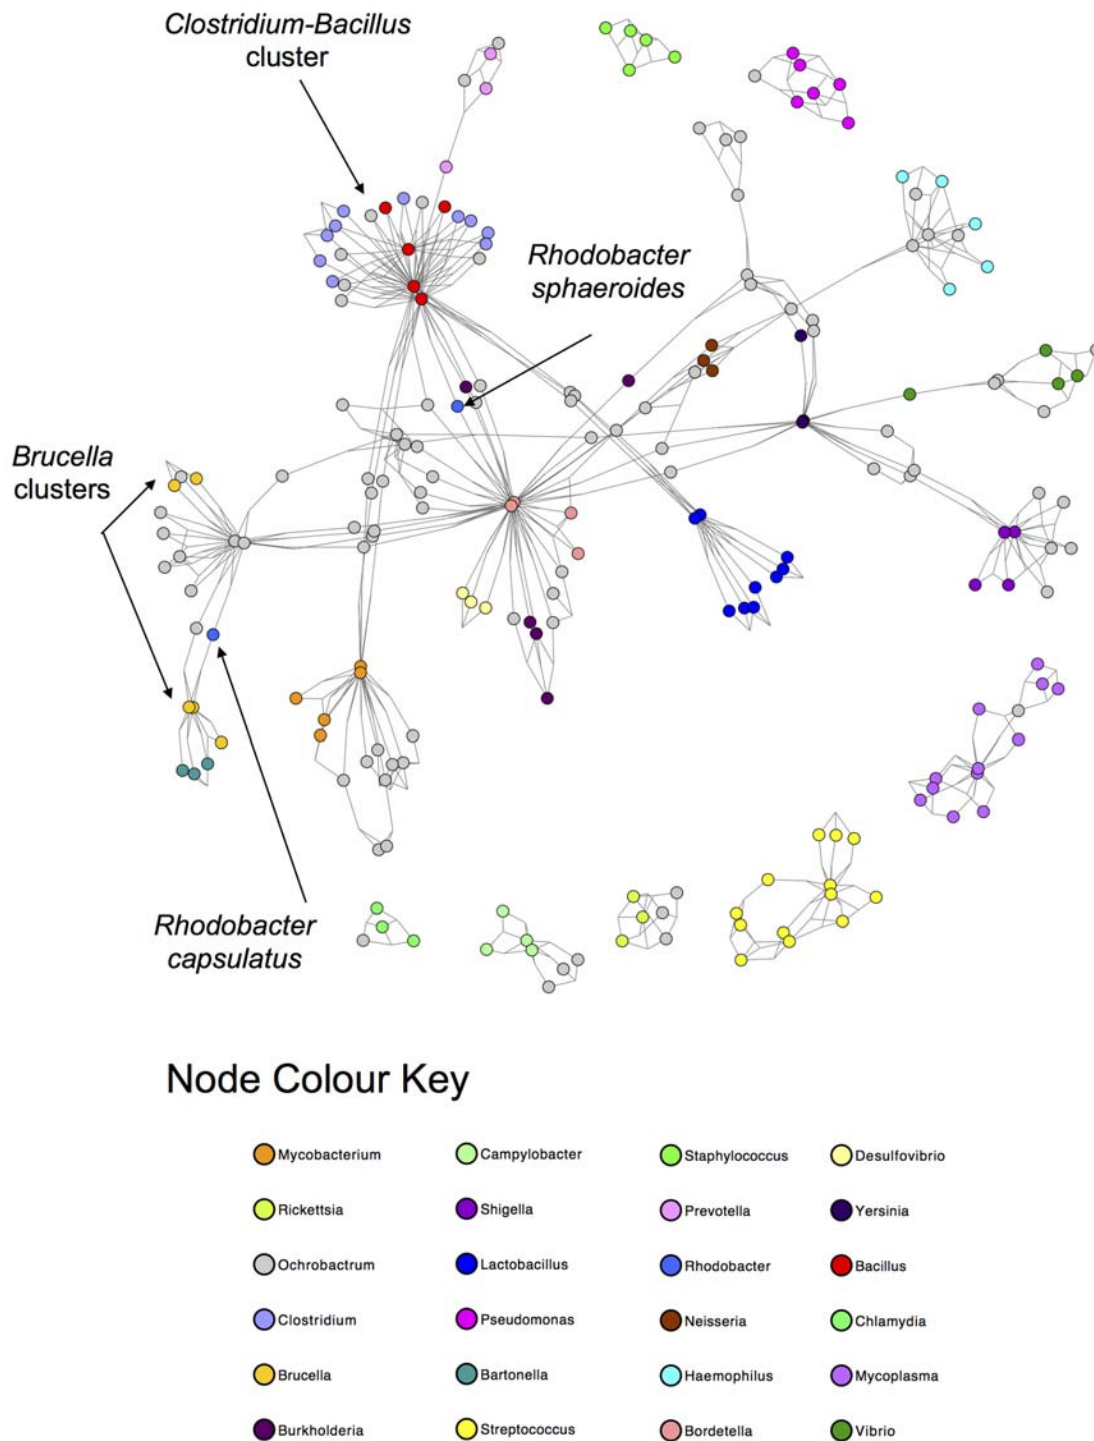 Clostridium-Bacillus
cluster
Rhodobacter
sphaeroides
Brucella
clusters
Rhodobacter
capsulatus
Node Colour Key
Mycobacterium
Campylobacter
Staphylococcus
Desulfovibrio
Rickettsia
Shigella
Prevotella
Yersinia
Ochrobactrum
Lactobacillus
Rhodobacter
Bacillus
Clostridium
Pseudomonas
Neisseria
Chlamydia
Brucella
Bartonella
Haemophilus
Mycoplasma
Burkholderia
Streptococcus
Bordetella
Vibrio